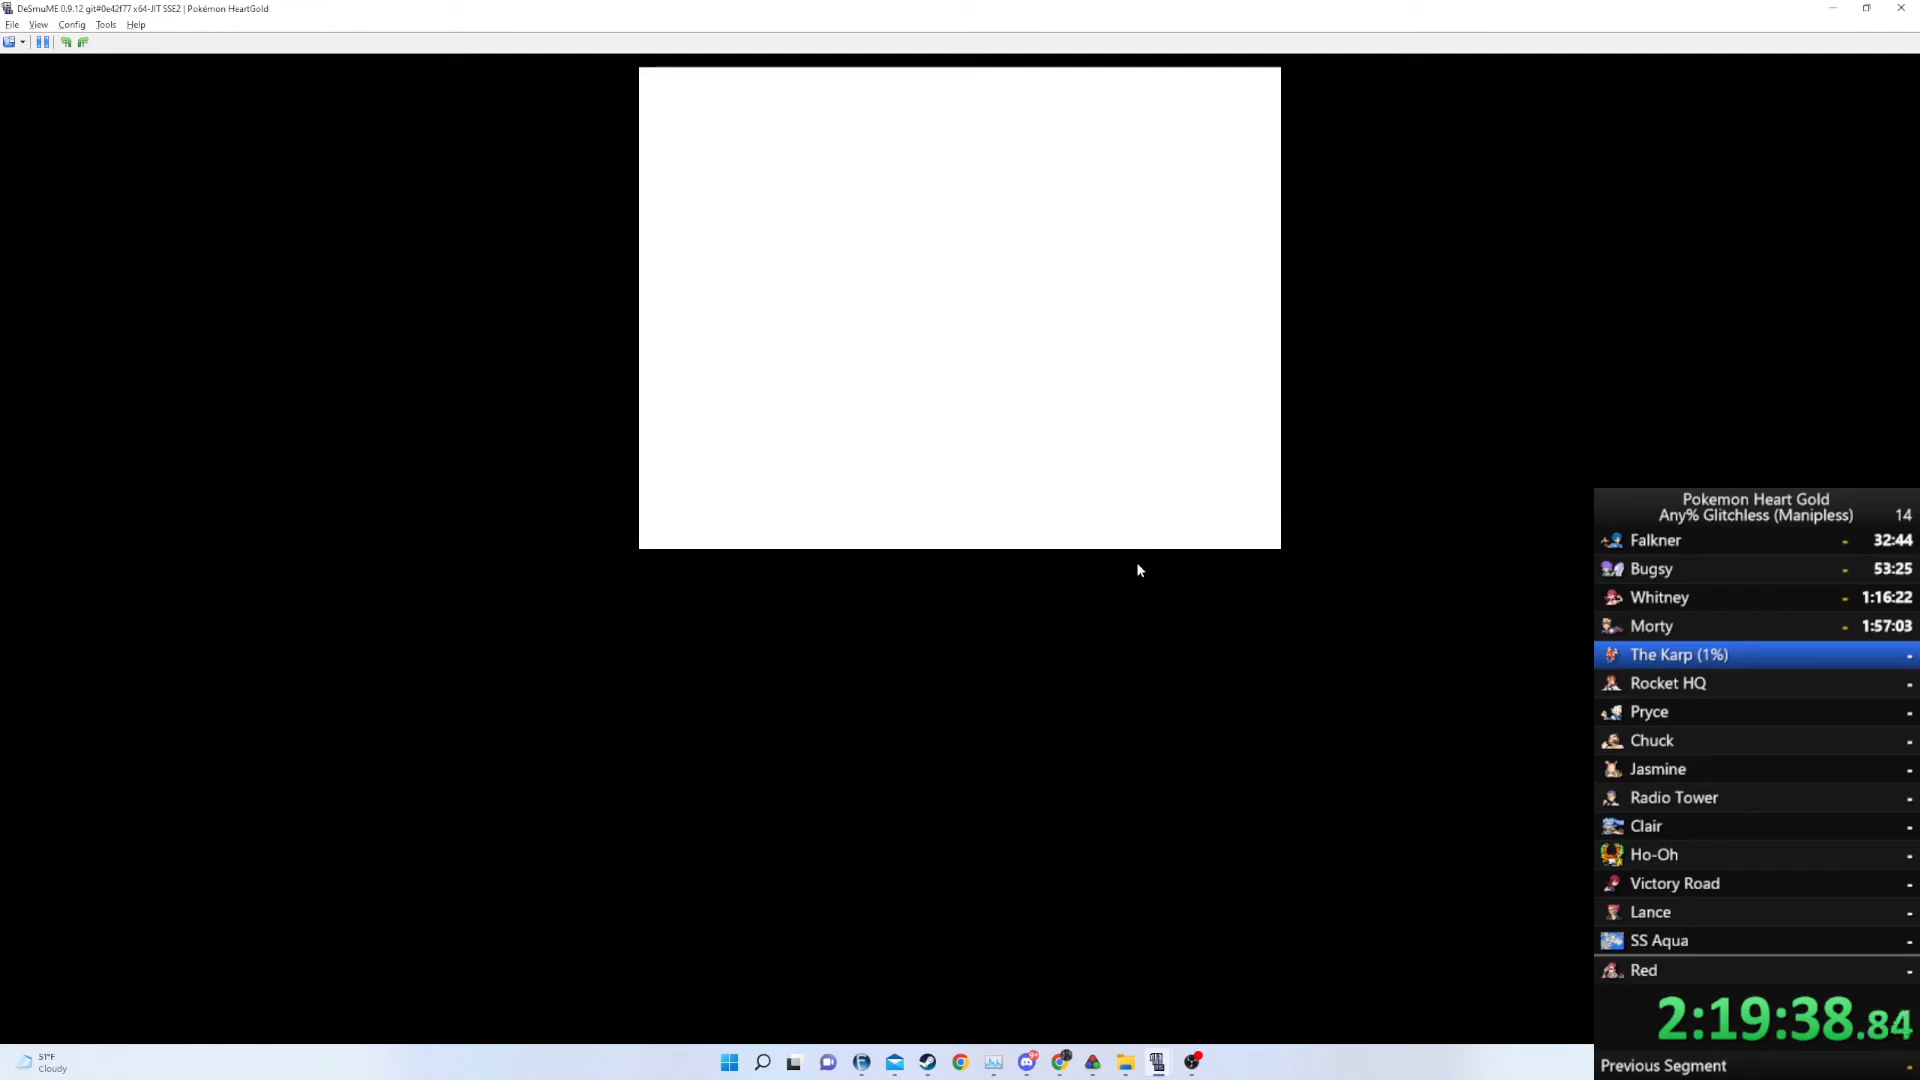 DeSmuME 0.9.12 git#0e42f77 x64-JIT SSE2 | Pokémon HeartGold
File View Config Tools Help
Pokemon Heart Gold
Any% Glitchless (Manipless) 14
Falkner - 32:44
Bugsy - 53:25
Whitney - 1:16:22
Morty - 1:57:03
The Karp (1%) -
Rocket HQ -
Pryce -
Chuck -
Jasmine -
Radio Tower -
Clair -
Ho-Oh -
Victory Road -
Lance -
SS Aqua -
Red -
2:19:38.84
Previous Segment -
51°F
Cloudy